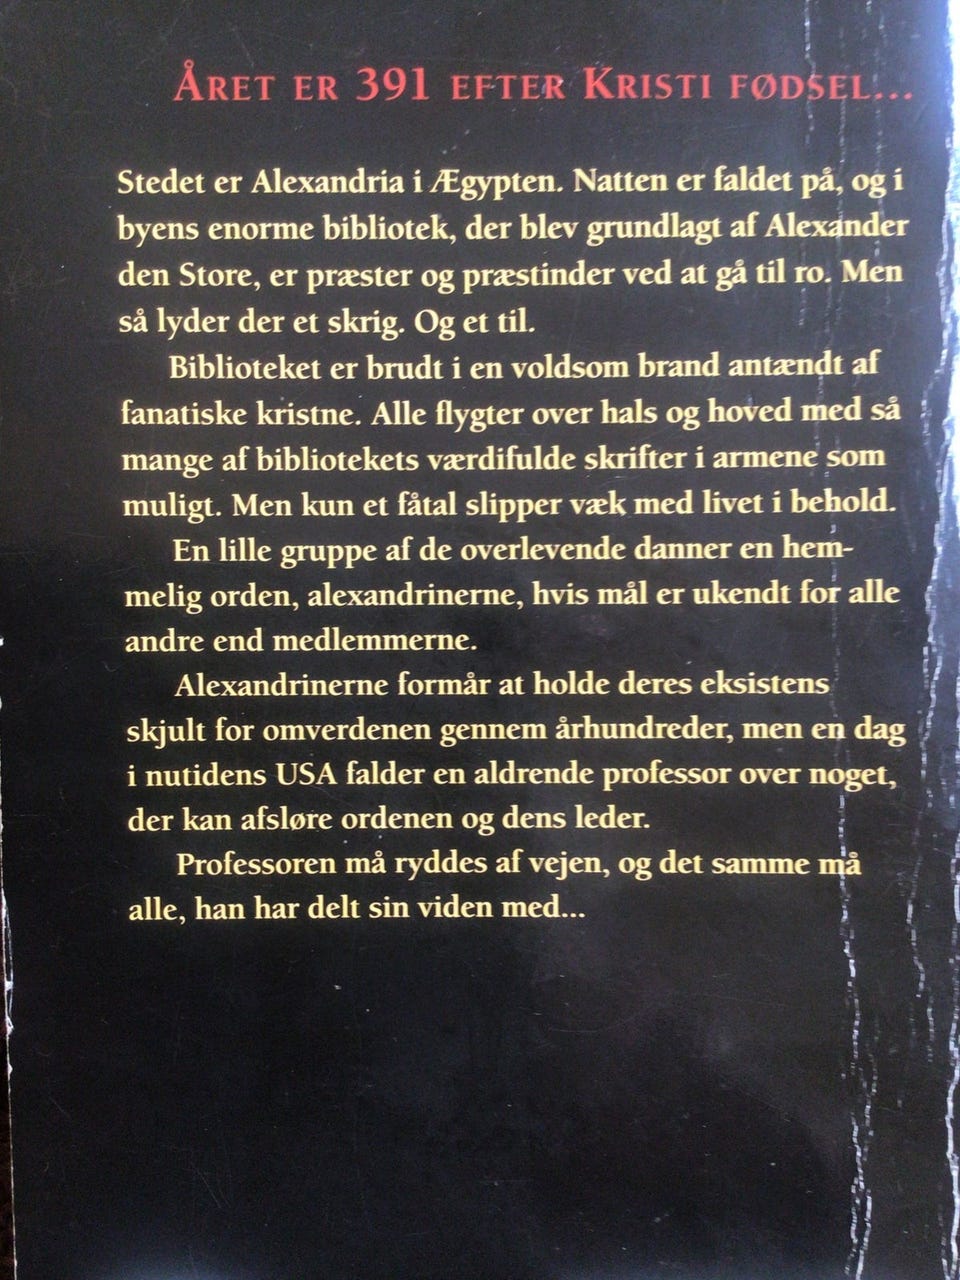 ÅRET ER 391 EFTER KRISTI FØDSEL...
Stedet er Alexandria i Ægypten. Natten er faldet på, og i
byens enorme bibliotek, der blev grundlagt af Alexander
den Store, er præster og præstinder ved at gå til ro. Men
så lyder der et skrig. Og et til.
Biblioteket er brudt i en voldsom brand antændt af
fanatiske kristne. Alle flygter over hals og hoved med så
mange af bibliotekets værdifulde skrifter i armene som
muligt. Men kun et fåtal slipper væk med livet i behold.
En lille gruppe af de overlevende danner en hem-
melig orden, alexandrinerne, hvis mål er ukendt for alle
andre end medlemmerne.
Alexandrinerne formår at holde deres eksistens
skjult for omverdenen gennem århundreder, men en dag
i nutidens USA falder en aldrende professor over noget,
der kan afsløre ordenen og dens leder.
Professoren må ryddes af vejen, og det samme må
alle, han har delt sin viden med...